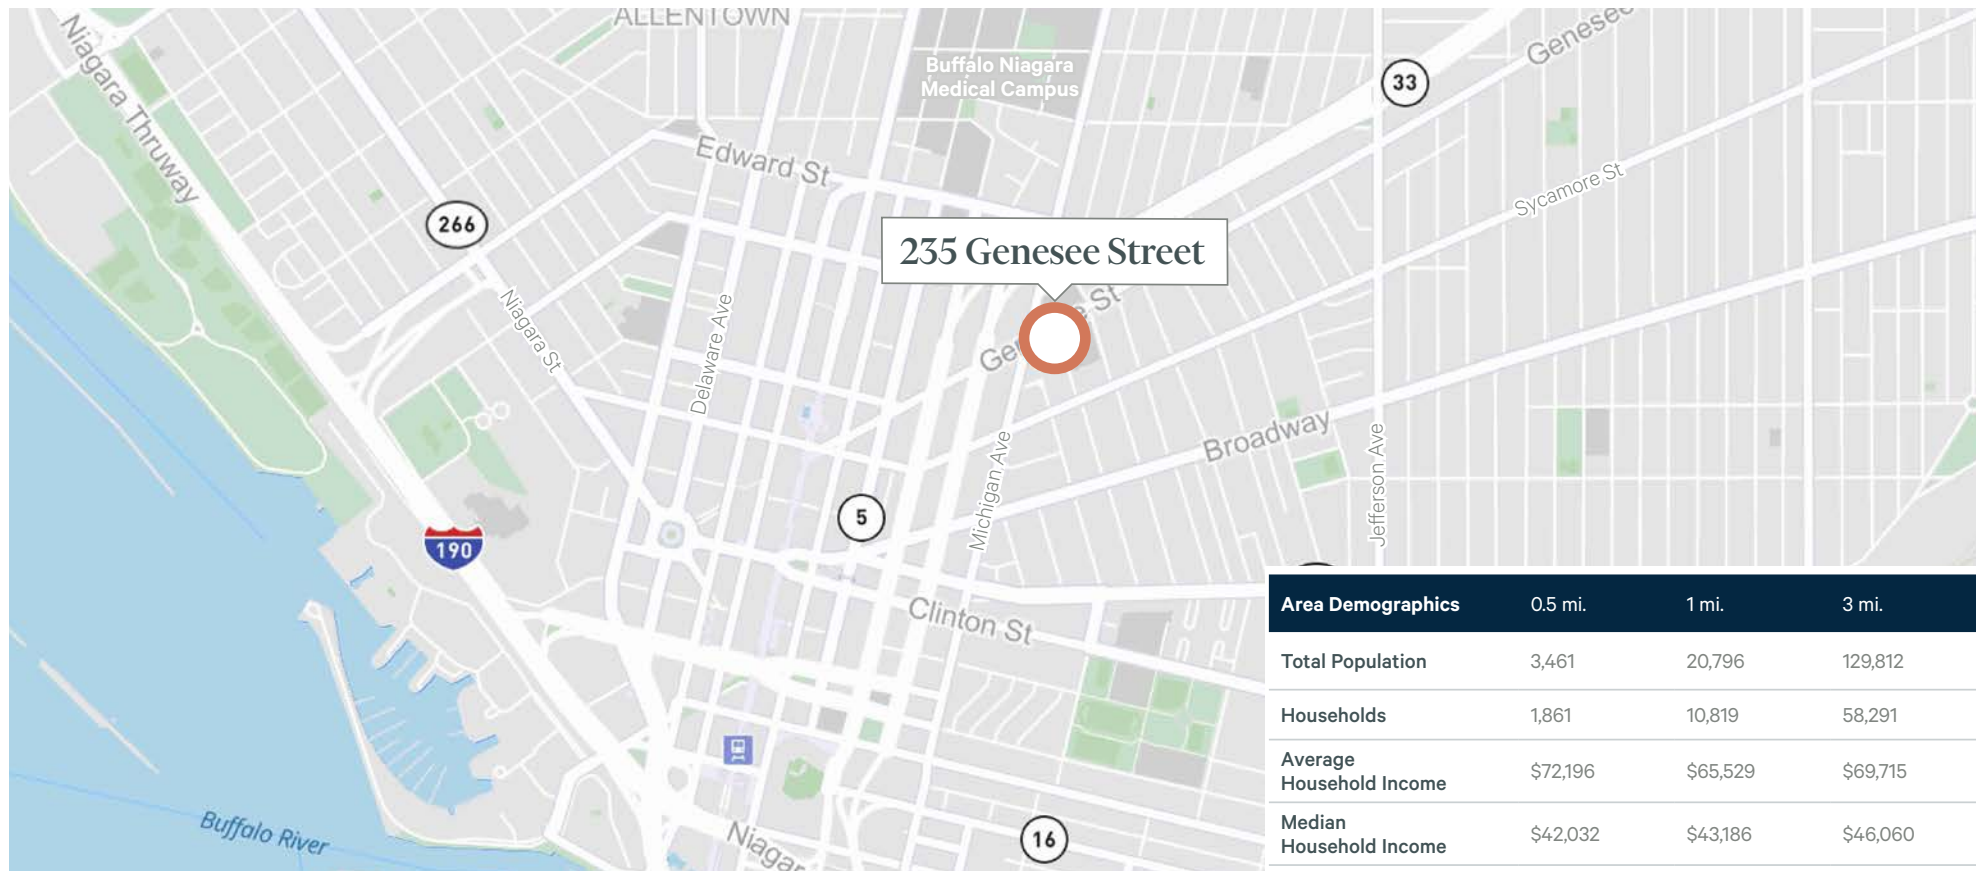 ALLENTOWN
Niagara Thruway
Buffalo Niagara
Medical Campus
Genesee
33
Edward St
Sycamore St
266
235 Genesee Street
Niagara St
Delaware Ave
Broadway
Michigan Ave
Jefferson Ave
5
190
Clinton St
Buffalo River
16
Area Demographics 0.5 mi. 1 mi. 3 mi.
Total Population 3,461 20,796 129,812
Households 1,861 10,819 58,291
Average
Household Income $72,196 $65,529 $69,715
Median
Household Income $42,032 $43,186 $46,060